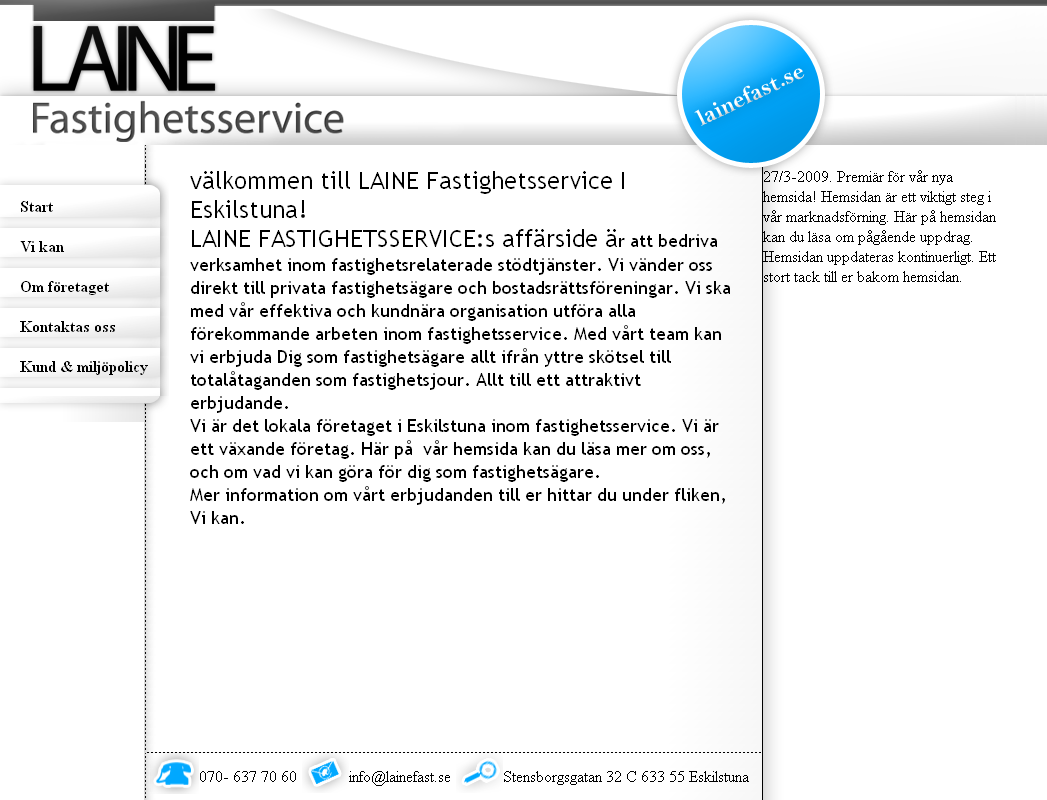 LAINE
Fastighetsservice
lainefast.se
Start
Vi kan
Om företaget
Kontaktas oss
Kund & miljöpolicy
välkommen till LAINE Fastighetsservice I
Eskilstuna!
LAINE FASTIGHETSSERVICE:s affärside är att bedriva
verksamhet inom fastighetsrelaterade stödtjänster. Vi vänder oss
direkt till privata fastighetsägare och bostadsrättsföreningar. Vi ska
med vår effektiva och kundnära organisation utföra alla
förekommande arbeten inom fastighetsservice. Med vårt team kan
vi erbjuda Dig som fastighetsägare allt ifrån yttre skötsel till
totalåtaganden som fastighetsjour. Allt till ett attraktivt
erbjudande.
Vi är det lokala företaget i Eskilstuna inom fastighetsservice. Vi är
ett växande företag. Här på  vår hemsida kan du läsa mer om oss,
och om vad vi kan göra för dig som fastighetsägare.
Mer information om vårt erbjudanden till er hittar du under fliken,
Vi kan.
27/3-2009. Premiär för vår nya
hemsida! Hemsidan är ett viktigt steg i
vår marknadsförning. Här på hemsidan
kan du läsa om pågående uppdrag.
Hemsidan uppdateras kontinuerligt. Ett
stort tack till er bakom hemsidan.
070- 637 70 60
info@lainefast.se
Stensborgsgatan 32 C 633 55 Eskilstuna